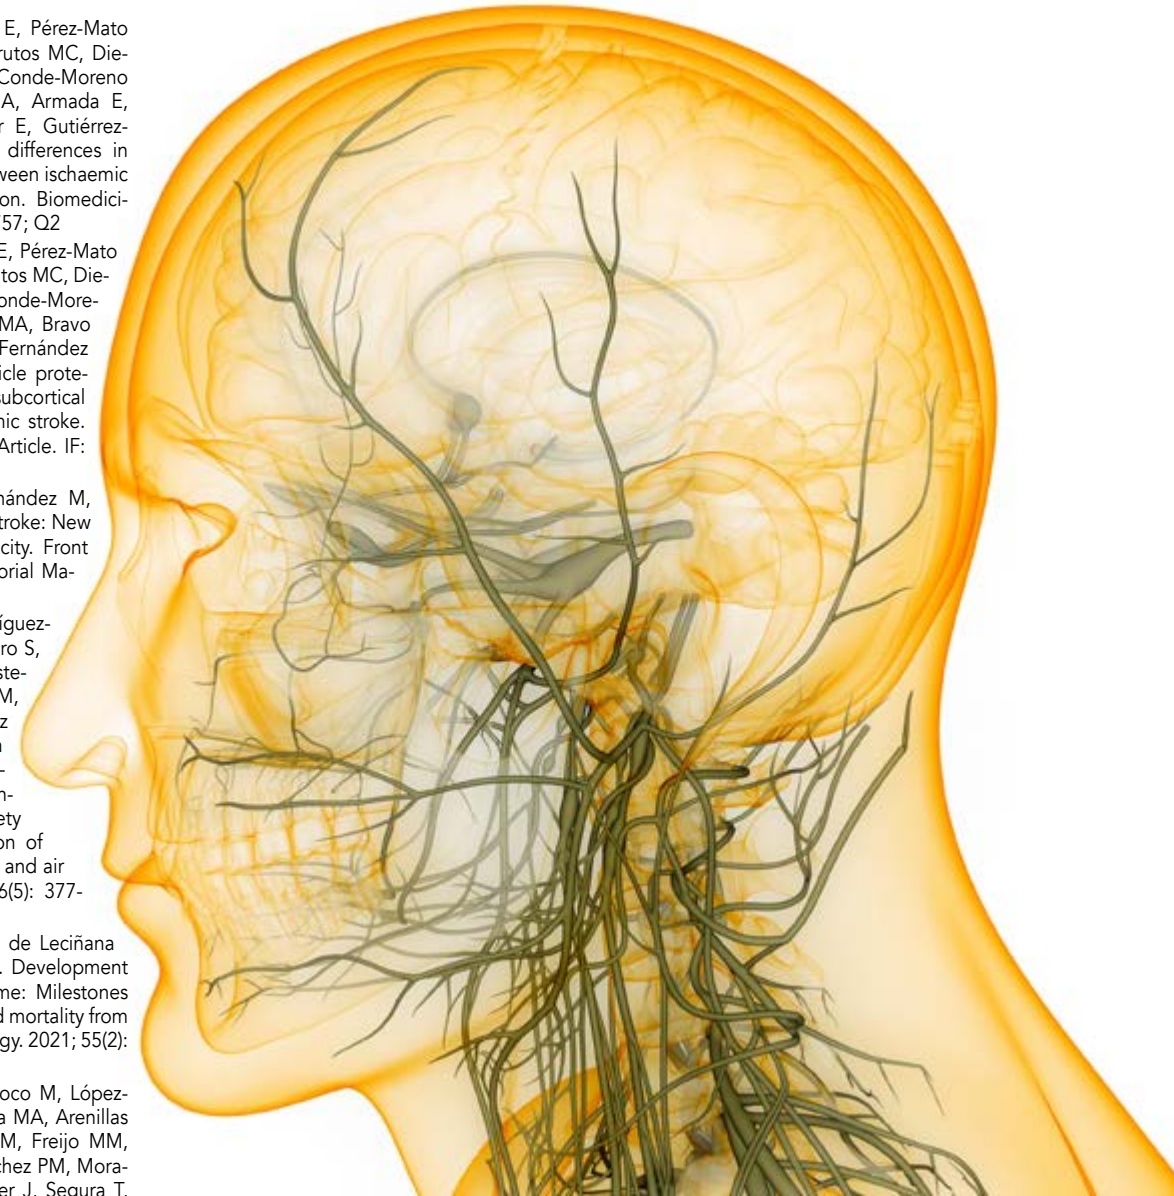 E, Pérez-Mato
rutos MC, Die-
Conde-Moreno
A, Armada E,
r E, Gutiérrez-
differences in
ween ischaemic
on. Biomedici-
757; Q2
E, Pérez-Mato
tos MC, Die-
onde-More-
MA, Bravo
Fernández
icle prote-
subcortical
nic stroke.
Article. IF:
nández M,
troke: New
city. Front
orial Ma-
íguez-
ro S,
ste-
M,
z
n-
ety
on of
and air
6(5): 377-
de Leciñana
. Development
me: Milestones
d mortality from
gy. 2021; 55(2):
oco M, López-
a MA, Arenillas
M, Freijo MM,
chez PM, Mora-
er J, Segura T,